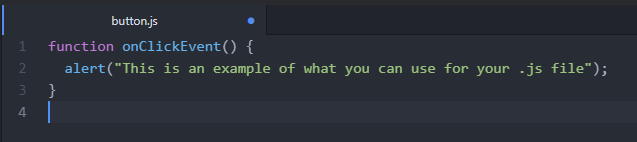 button.js
1 function onClickEvent() {
2 alert("This is an example of what you can use for your .js file");
3 }
4